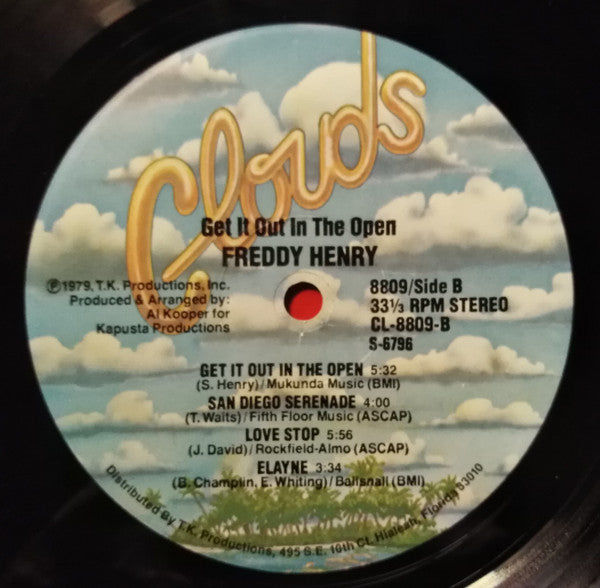 Clouds
Get It Out In The Open
FREDDY HENRY
℗1979, T.K. Productions, Inc.
Produced & Arranged by:
Al Kooper for
Kapusta Productions
8809/Side B
33⅓ RPM STEREO
CL-8809-B
S-6796
GET IT OUT IN THE OPEN 5:32
(S. Henry)/Mukunda Music (BMI)
SAN DIEGO SERENADE 4:00
(T. Waits)/Fifth Floor Music (ASCAP)
LOVE STOP 5:56
(J. David)/Rockfield-Almo (ASCAP)
ELAYNE 3:34
(B. Champlin, E. Whiting)/Ballsnall (BMI)
Distributed By T.K. Productions, 495 S.E. 10th Ct. Hialeah, Florida 33010